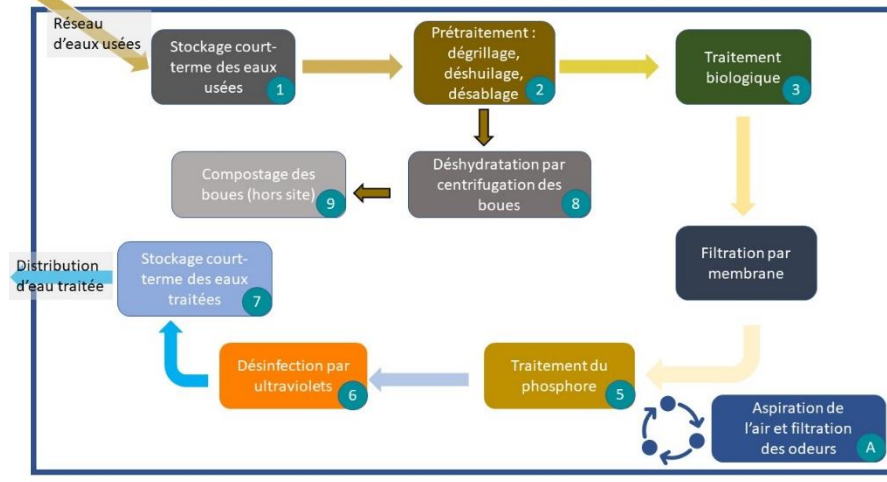 Réseau
d'eaux usées
Stockage court-
terme des eaux
usées
1
Prétraitement :
dégrillage,
déshuilage,
désablage
2
Traitement
biologique
3
Compostage des
boues (hors site)
9
Déshydratation par
centrifugation des
boues
8
Filtration par
membrane
Distribution
d'eau traitée
Stockage court-
terme des eaux
traitées
7
Désinfection par
ultraviolets
6
Traitement du
phosphore
5
Aspiration de
l'air et filtration
des odeurs
A